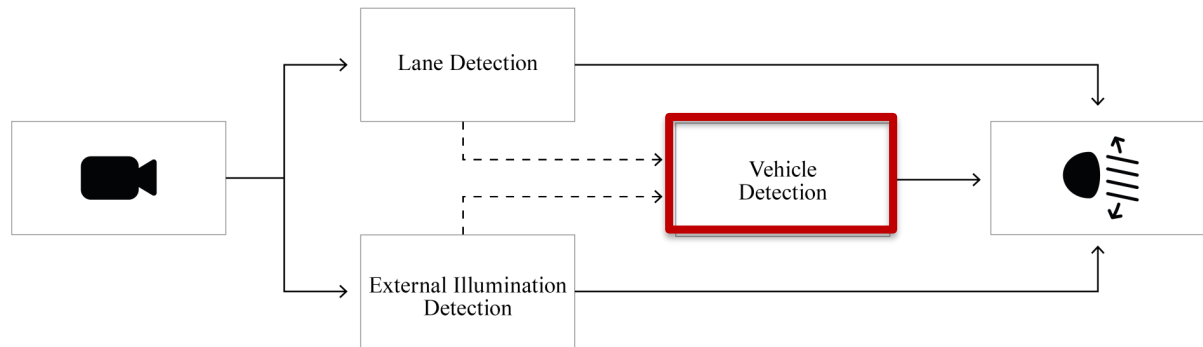 Lane Detection
Vehicle
Detection
External Illumination
Detection